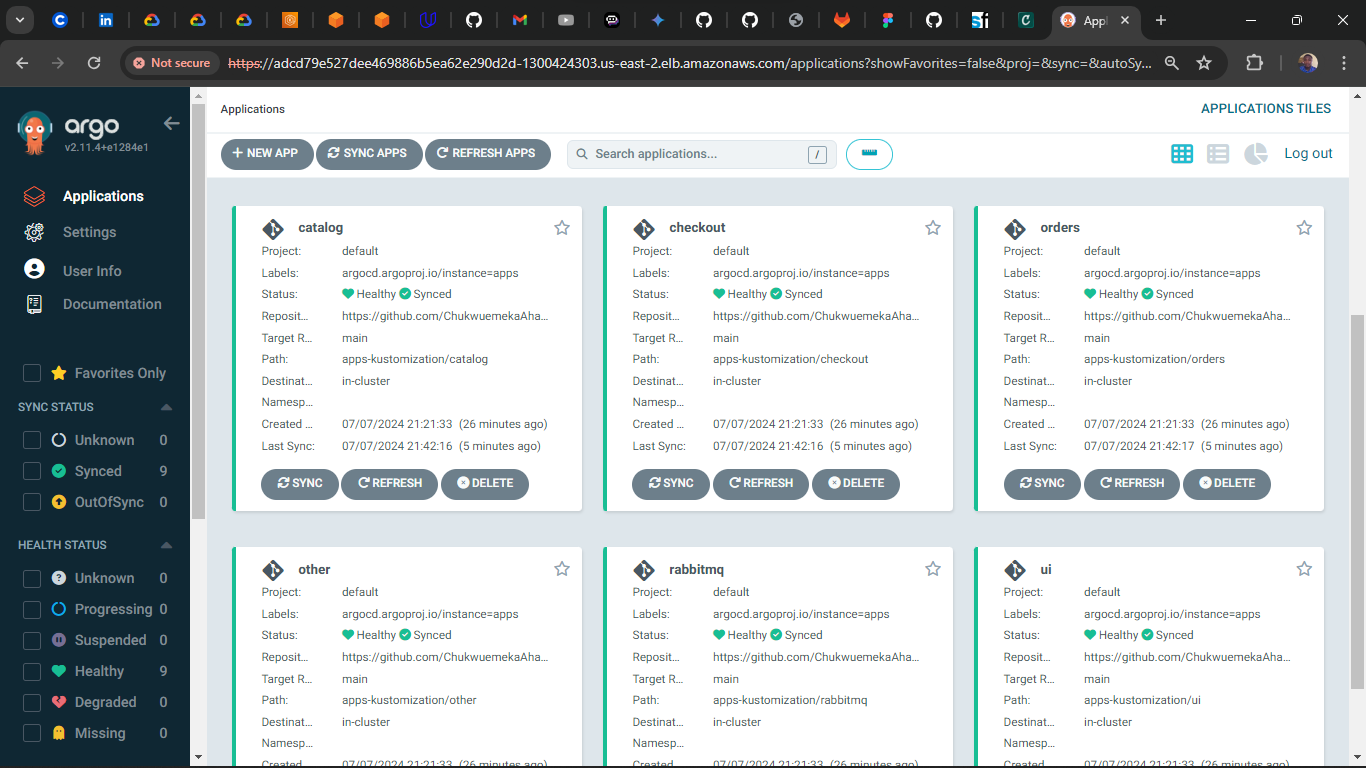 Appl
Not secure
https://adcd79e527dee469886b5ea62e290d2d-1300424303.us-east-2.elb.amazonaws.com/applications?showFavorites=false&proj=&sync=&autoSy...
argo
v2.11.4+e1284e1
Applications
Settings
User Info
Documentation
Favorites Only
SYNC STATUS
Unknown 0
Synced 9
OutOfSync 0
HEALTH STATUS
Unknown 0
Progressing 0
Suspended 0
Healthy 9
Degraded 0
Missing 0
Applications
APPLICATIONS TILES
NEW APP SYNC APPS REFRESH APPS Search applications... / Log out
catalog
Project: default
Labels: argocd.argoproj.io/instance=apps
Status: Healthy Synced
Reposit... https://github.com/ChukwuemekaAha...
Target R... main
Path: apps-kustomization/catalog
Destinat... in-cluster
Namesp...
Created ... 07/07/2024 21:21:33 (26 minutes ago)
Last Sync: 07/07/2024 21:42:16 (5 minutes ago)
SYNC REFRESH DELETE
checkout
Project: default
Labels: argocd.argoproj.io/instance=apps
Status: Healthy Synced
Reposit... https://github.com/ChukwuemekaAha...
Target R... main
Path: apps-kustomization/checkout
Destinat... in-cluster
Namesp...
Created ... 07/07/2024 21:21:33 (26 minutes ago)
Last Sync: 07/07/2024 21:42:16 (5 minutes ago)
SYNC REFRESH DELETE
orders
Project: default
Labels: argocd.argoproj.io/instance=apps
Status: Healthy Synced
Reposit... https://github.com/ChukwuemekaAha...
Target R... main
Path: apps-kustomization/orders
Destinat... in-cluster
Namesp...
Created ... 07/07/2024 21:21:33 (26 minutes ago)
Last Sync: 07/07/2024 21:42:17 (5 minutes ago)
SYNC REFRESH DELETE
other
Project: default
Labels: argocd.argoproj.io/instance=apps
Status: Healthy Synced
Reposit... https://github.com/ChukwuemekaAha...
Target R... main
Path: apps-kustomization/other
Destinat... in-cluster
Namesp...
Created 07/07/2024 21:21:33 (26 minutes ago)
rabbitmq
Project: default
Labels: argocd.argoproj.io/instance=apps
Status: Healthy Synced
Reposit... https://github.com/ChukwuemekaAha...
Target R... main
Path: apps-kustomization/rabbitmq
Destinat... in-cluster
Namesp...
Created 07/07/2024 21:21:33 (26 minutes ago)
ui
Project: default
Labels: argocd.argoproj.io/instance=apps
Status: Healthy Synced
Reposit... https://github.com/ChukwuemekaAha...
Target R... main
Path: apps-kustomization/ui
Destinat... in-cluster
Namesp...
Created 07/07/2024 21:21:33 (26 minutes ago)